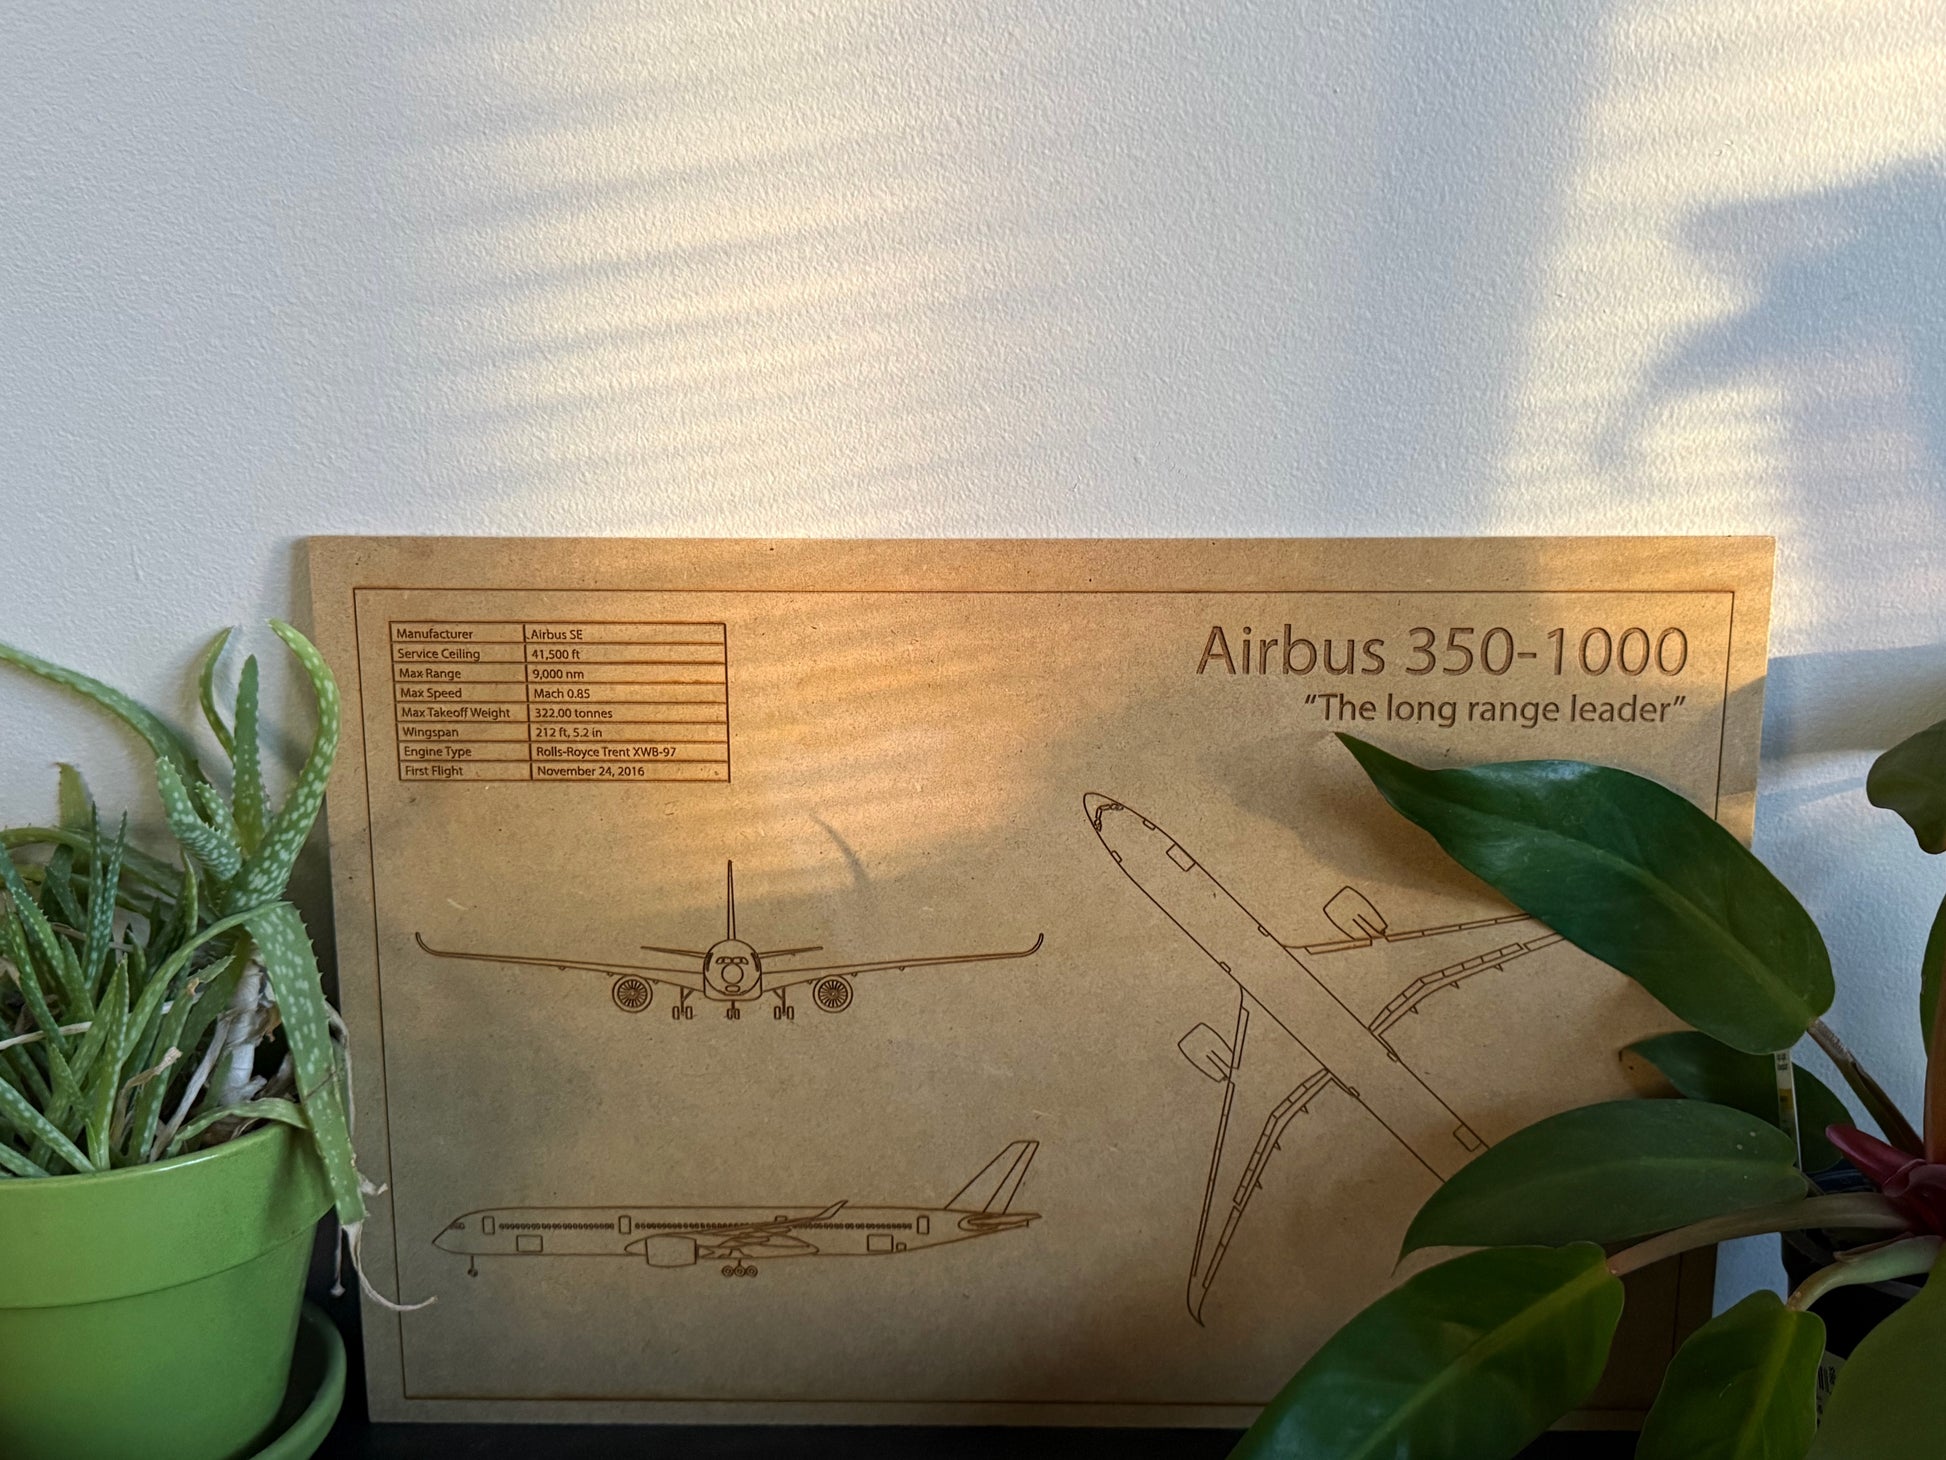 Airbus 350-1000
“The long range leader”
Manufacturer Airbus SE
Service Ceiling 41,500 ft
Max Range 9,000 nm
Max Speed Mach 0.85
Max Takeoff Weight 322.00 tonnes
Wingspan 212 ft, 5.2 in
Engine Type Rolls-Royce Trent XWB-97
First Flight November 24, 2016